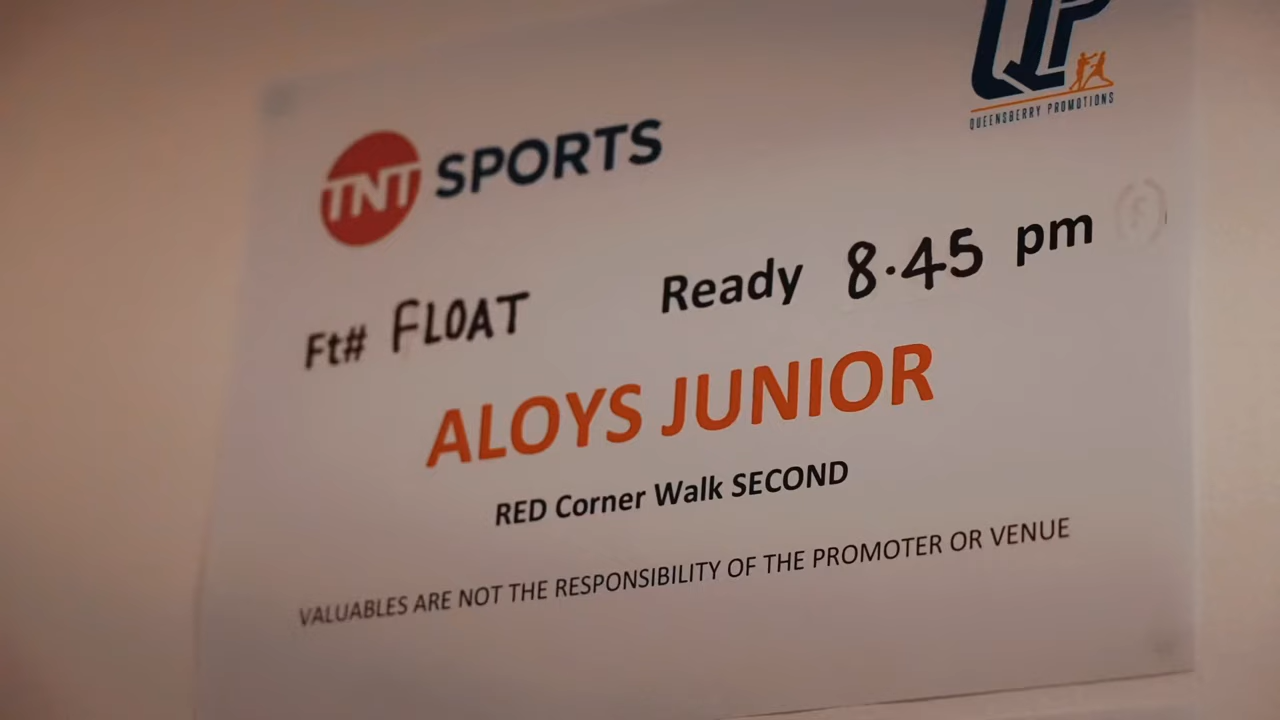 QP
QUEENSBERRY PROMOTIONS
TNT SPORTS
Ft# FLOAT Ready 8.45 pm
ALOYS JUNIOR
RED Corner Walk SECOND
VALUABLES ARE NOT THE RESPONSIBILITY OF THE PROMOTER OR VENUE